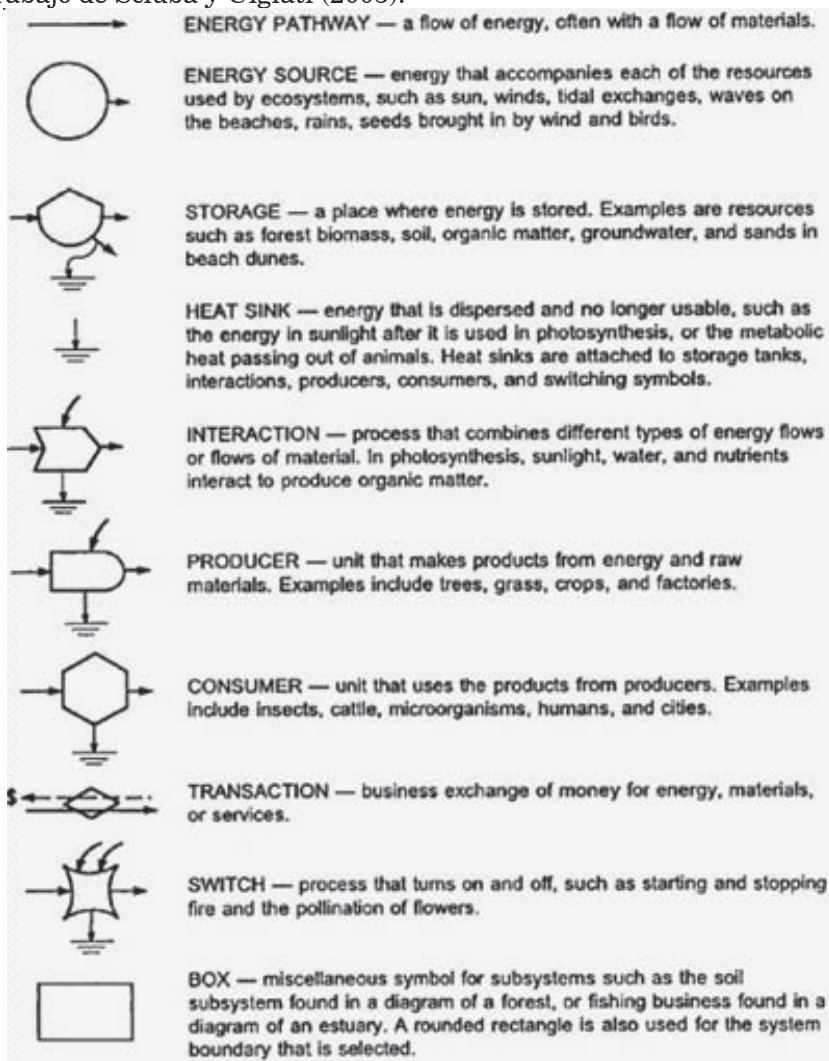 ENERGY PATHWAY — a flow of energy, often with a flow of materials.
ENERGY SOURCE — energy that accompanies each of the resources
used by ecosystems, such as sun, winds, tidal exchanges, waves on
the beaches, rains, seeds brought in by wind and birds.
STORAGE — a place where energy is stored. Examples are resources
such as forest biomass, soil, organic matter, groundwater, and sands in
beach dunes.
HEAT SINK — energy that is dispersed and no longer usable, such as
the energy in sunlight after it is used in photosynthesis, or the metabolic
heat passing out of animals. Heat sinks are attached to storage tanks,
interactions, producers, consumers, and switching symbols.
INTERACTION — process that combines different types of energy flows
or flows of material. In photosynthesis, sunlight, water, and nutrients
interact to produce organic matter.
PRODUCER — unit that makes products from energy and raw
materials. Examples include trees, grass, crops, and factories.
CONSUMER — unit that uses the products from producers. Examples
include insects, cattle, microorganisms, humans, and cities.
$
TRANSACTION — business exchange of money for energy, materials,
or services.
SWITCH — process that turns on and off, such as starting and stopping
fire and the pollination of flowers.
BOX — miscellaneous symbol for subsystems such as the soil
subsystem found in a diagram of a forest, or fishing business found in a
diagram of an estuary. A rounded rectangle is also used for the system
boundary that is selected.